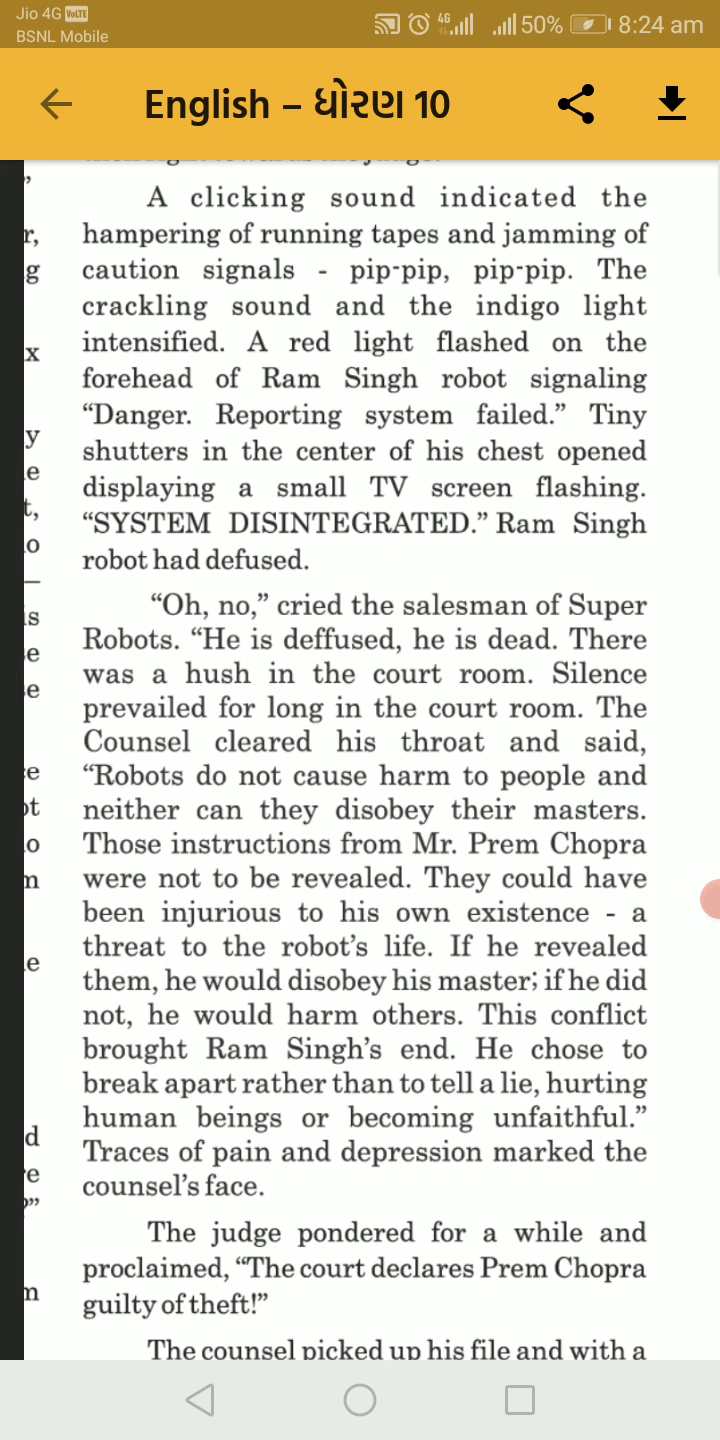 Jio 4G VoLTE
BSNL Mobile
4G
50%
8:24 am
English – ધોરણ 10
”
r,
g
x
y
e
t,
o
–
is
e
e
e
ot
o
m
e
d
e
”
m
A clicking sound indicated the
hampering of running tapes and jamming of
caution signals - pip-pip, pip-pip. The
crackling sound and the indigo light
intensified. A red light flashed on the
forehead of Ram Singh robot signaling
“Danger. Reporting system failed.” Tiny
shutters in the center of his chest opened
displaying a small TV screen flashing.
“SYSTEM DISINTEGRATED.” Ram Singh
robot had defused.
“Oh, no,” cried the salesman of Super
Robots. “He is deffused, he is dead. There
was a hush in the court room. Silence
prevailed for long in the court room. The
Counsel cleared his throat and said,
“Robots do not cause harm to people and
neither can they disobey their masters.
Those instructions from Mr. Prem Chopra
were not to be revealed. They could have
been injurious to his own existence - a
threat to the robot’s life. If he revealed
them, he would disobey his master; if he did
not, he would harm others. This conflict
brought Ram Singh’s end. He chose to
break apart rather than to tell a lie, hurting
human beings or becoming unfaithful.”
Traces of pain and depression marked the
counsel’s face.
The judge pondered for a while and
proclaimed, “The court declares Prem Chopra
guilty of theft!”
The counsel picked up his file and with a